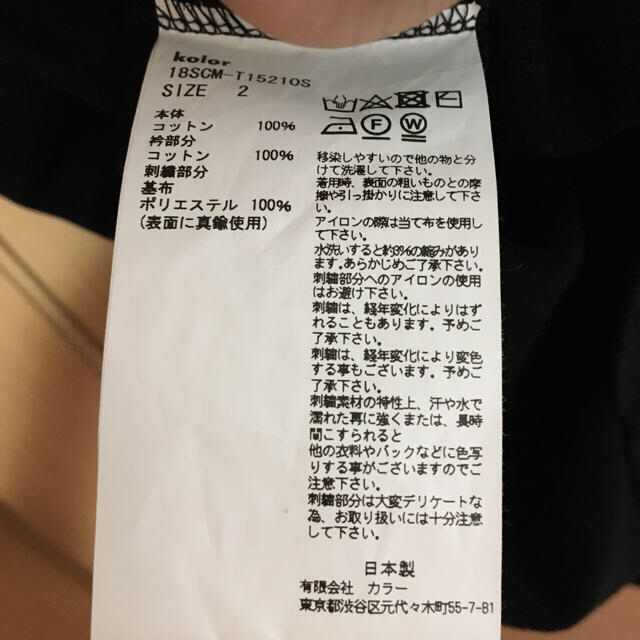 kolor
18SCM-T15210S
SIZE 2
本体
コットン 100%
衿部分
コットン 100%
刺繍部分
基布
ポリエステル 100%
(表面に真鍮使用)
移染しやすいので他の物と分
けて洗濯して下さい。
着用時、表面の粗いものとの摩
擦や引っ掛かりに注意して下さ
い。
アイロンの際は当て布を使用し
て下さい。
水洗いすると約3%の縮みがあり
ます。あらかじめご了承下さい。
刺繍部分へのアイロンの使用
はお避け下さい。
刺繍は、経年変化によりはず
れることもあります。予めご
了承下さい。
刺繍は、経年変化により変色
する事もございます。予めご
了承下さい。
刺繍素材の特性上、汗や水で
濡れた再に強くまたは、長時
間こすられると
他の衣料やバックなどに色写
りする事がございますのでご
注意下さい。
刺繍部分は大変デリケートな
為、お取り扱いには十分注意
して下さい。
日本製
有限会社 カラー
東京都渋谷区元代々木町55-7-B1
F
W